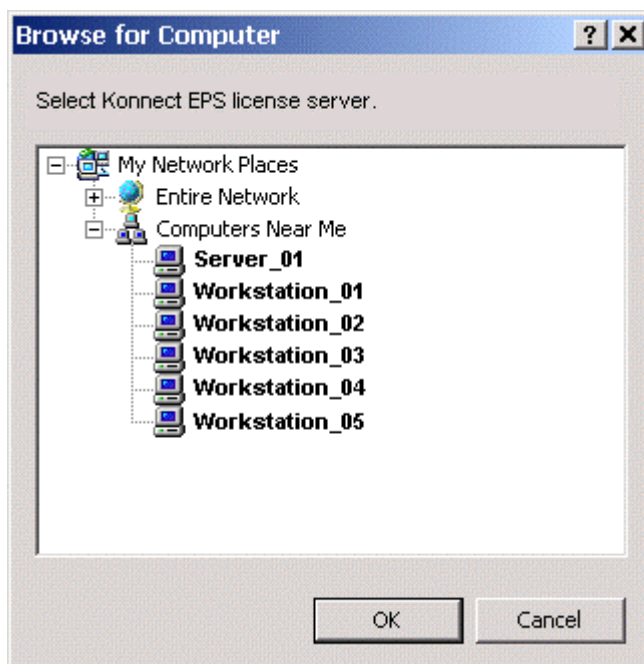 Browse for Computer
Select Konnect EPS license server.
My Network Places
Entire Network
Computers Near Me
Server_01
Workstation_01
Workstation_02
Workstation_03
Workstation_04
Workstation_05
OK Cancel